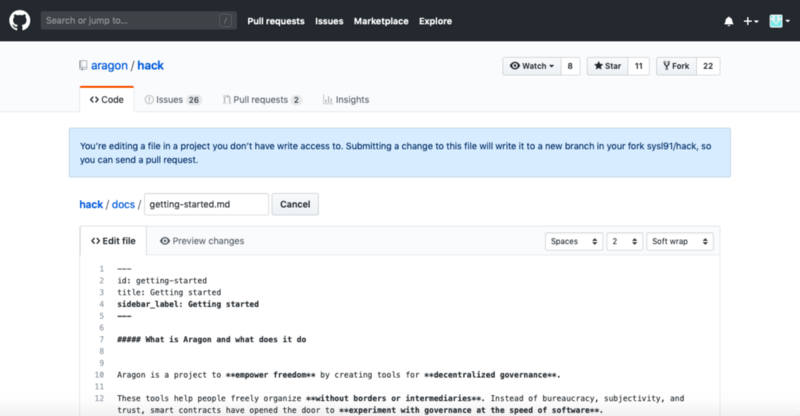 Search or jump to... / Pull requests Issues Marketplace Explore
aragon / hack Watch 8 Star 11 Fork 22
Code Issues 26 Pull requests 2 Insights
You're editing a file in a project you don't have write access to. Submitting a change to this file will write it to a new branch in your fork sysl91/hack, so
you can send a pull request.
hack / docs / getting-started.md Cancel
<> Edit file Preview changes Spaces 2 Soft wrap
1 ---
2 id: getting-started
3 title: Getting started
4 sidebar_label: Getting started
5 ---
6
7 ##### What is Aragon and what does it do
8
9
10 Aragon is a project to **empower freedom** by creating tools for **decentralized governance**.
11
12 These tools help people freely organize **without borders or intermediaries**. Instead of bureaucracy, subjectivity, and
trust, smart contracts have opened the door to **experiment with governance at the speed of software**.